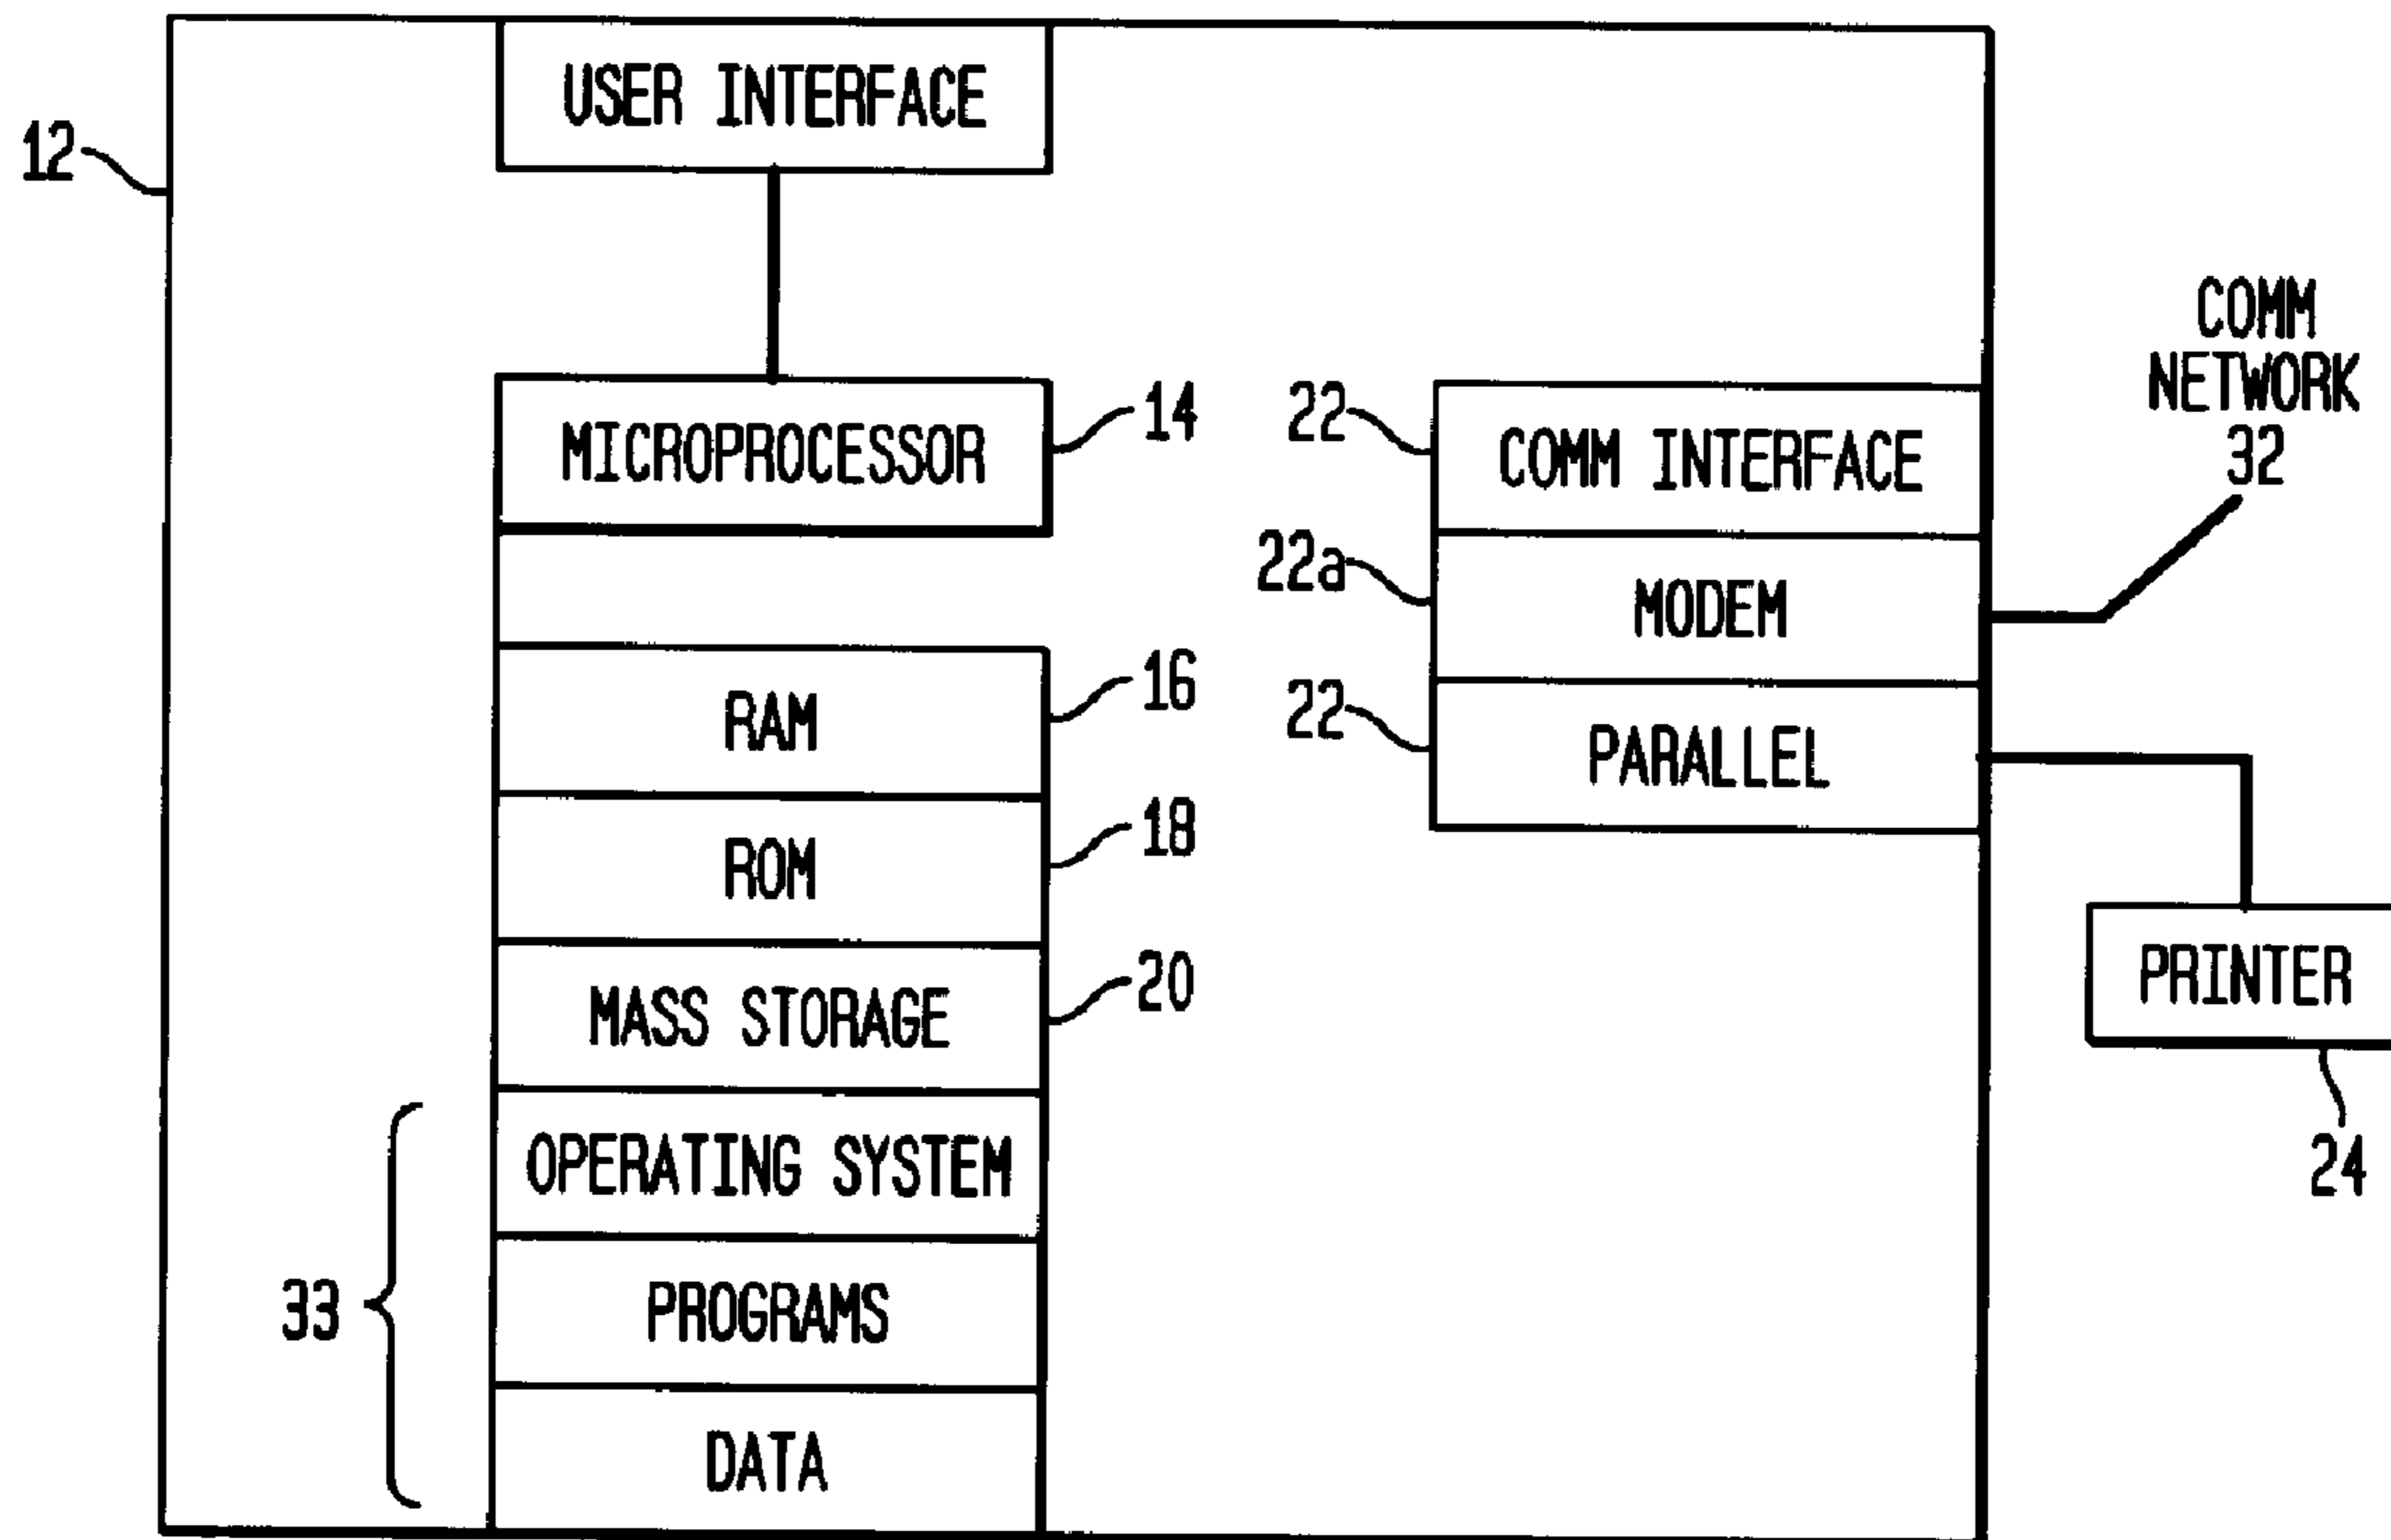 USER INTERFACE
12
MICROPROCESSOR
14
RAM
16
ROM
18
MASS STORAGE
20
OPERATING SYSTEM
PROGRAMS
DATA
33
22
COMM INTERFACE
22a
MODEM
22
PARALLEL
COMM
NETWORK
32
PRINTER
24